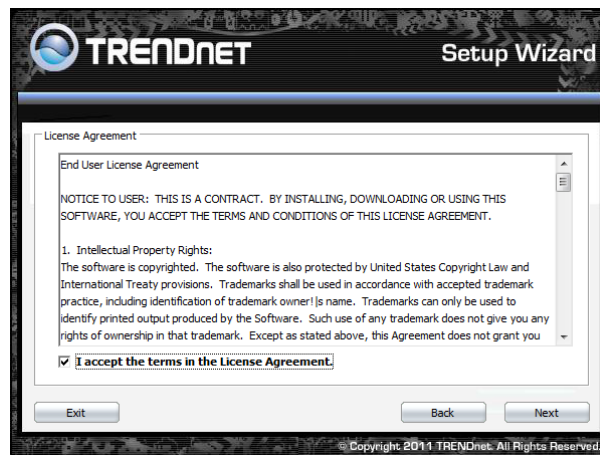 TRENDNET
Setup Wizard
License Agreement
End User License Agreement
NOTICE TO USER: THIS IS A CONTRACT. BY INSTALLING, DOWNLOADING OR USING THIS
SOFTWARE, YOU ACCEPT THE TERMS AND CONDITIONS OF THIS LICENSE AGREEMENT.
1. Intellectual Property Rights:
The software is copyrighted. The software is also protected by United States Copyright Law and
International Treaty provisions. Trademarks shall be used in accordance with accepted trademark
practice, including identification of trademark owner!|s name. Trademarks can only be used to
identify printed output produced by the Software. Such use of any trademark does not give you any
rights of ownership in that trademark. Except as stated above, this Agreement does not grant you
I accept the terms in the License Agreement.
Exit
Back
Next
© Copyright 2011 TRENDnet. All Rights Reserved.